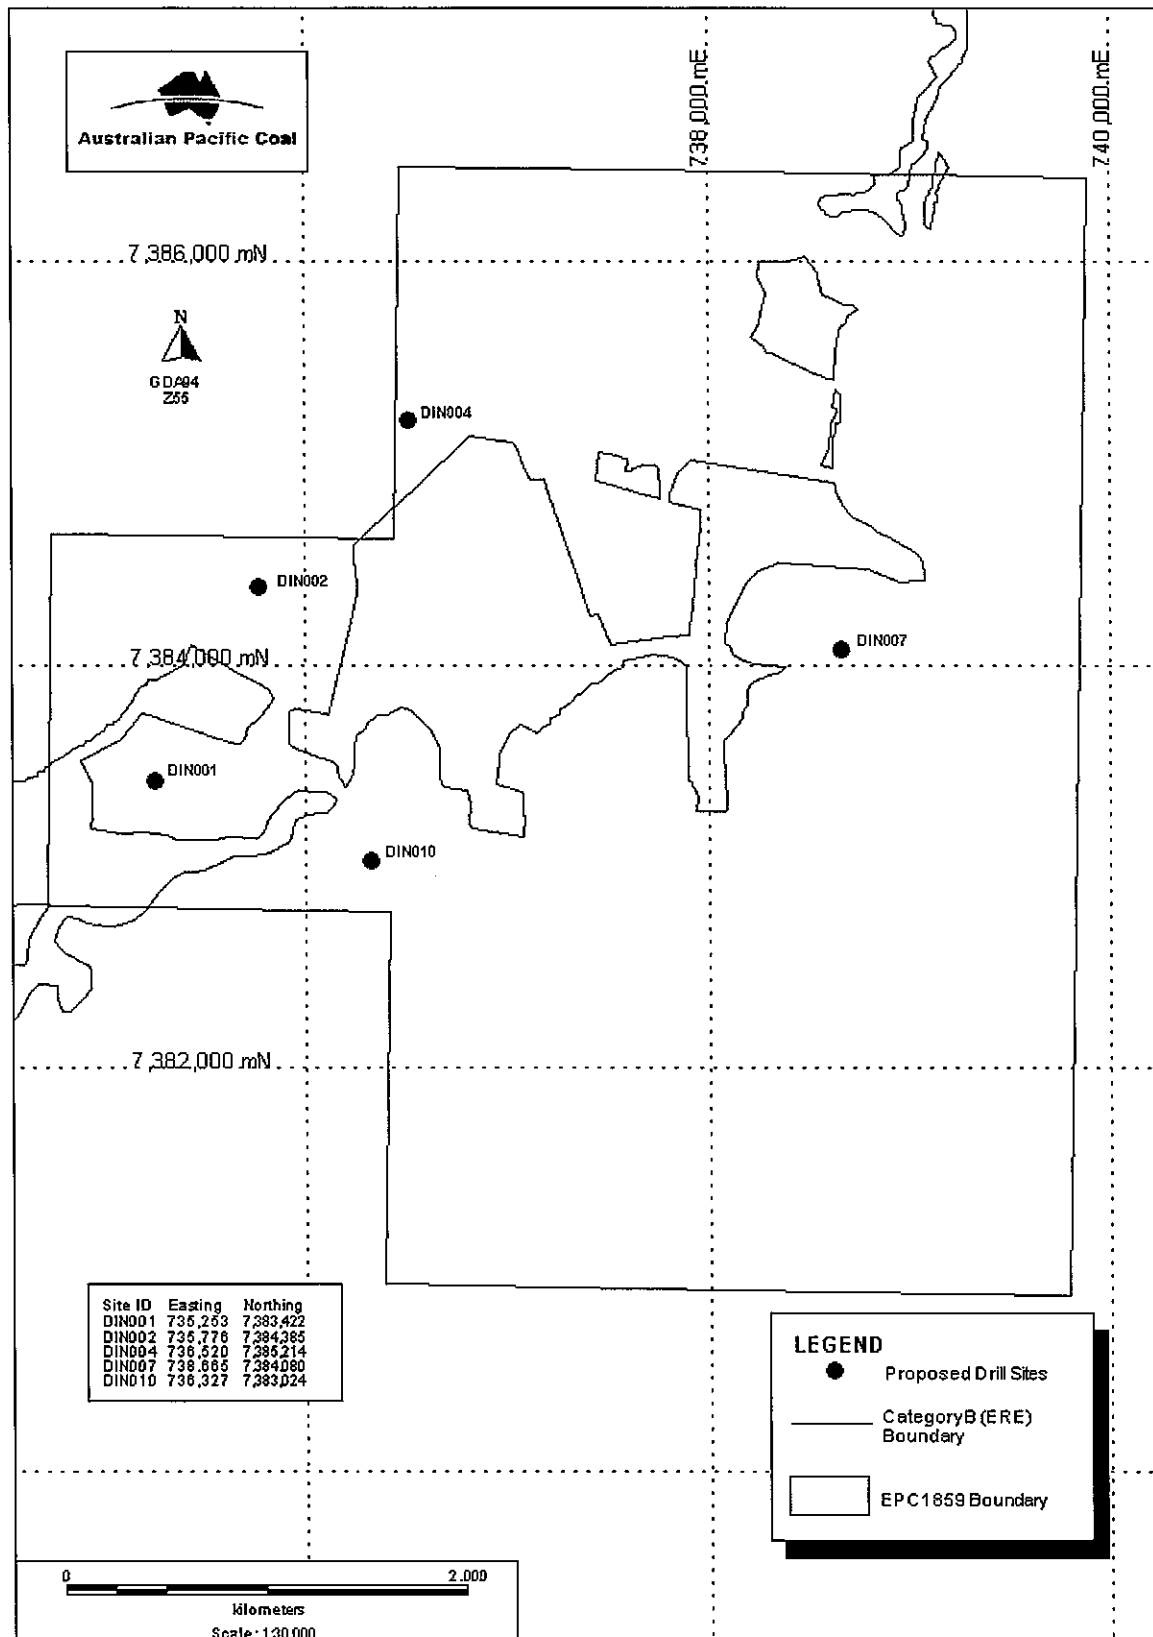 Australian Pacific Coal
738,000.mE
740,000.mE
7,386,000 mN
N
GDA94
Z55
DIN004
DIN002
7,384,000 mN
DIN007
DIN001
DIN010
7,382,000 mN
Site ID Easting Northing
DIN001 735,253 7,383,422
DIN002 735,776 7,384,385
DIN004 736,520 7,385,214
DIN007 738,665 7,384,080
DIN010 736,327 7,383,024
LEGEND
Proposed Drill Sites
Category B (ERE)
Boundary
EPC1859 Boundary
0 2.000
kilometers
Scale: 1:30,000